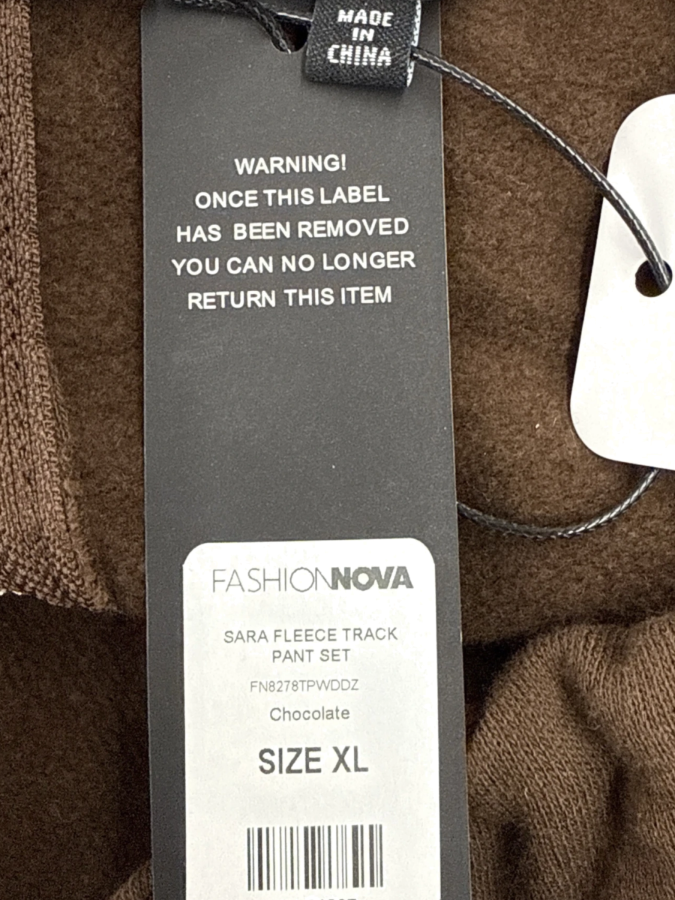 MADE
IN
CHINA
WARNING!
ONCE THIS LABEL
HAS BEEN REMOVED
YOU CAN NO LONGER
RETURN THIS ITEM
FASHIONNOVA
SARA FLEECE TRACK
PANT SET
FN8278TPWDDZ
Chocolate
SIZE XL